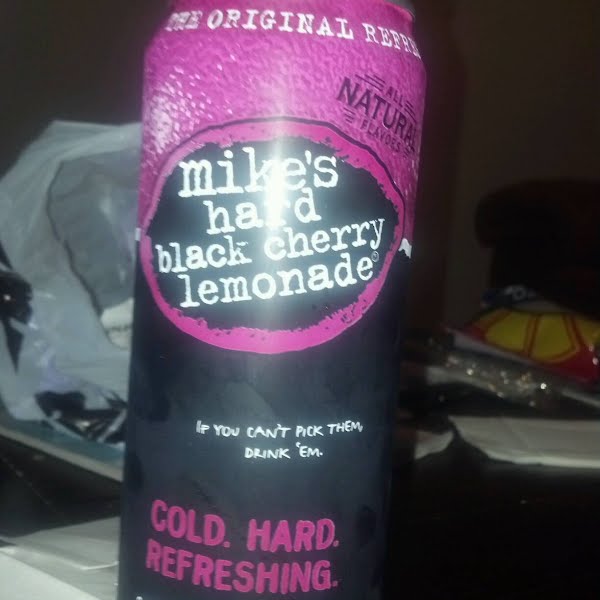 THE ORIGINAL
ALL
NATURAL
FLAVORS
mike's
hard
black cherry
lemonade®
IF YOU CAN'T PICK THEM,
DRINK 'EM.
COLD. HARD.
REFRESHING.